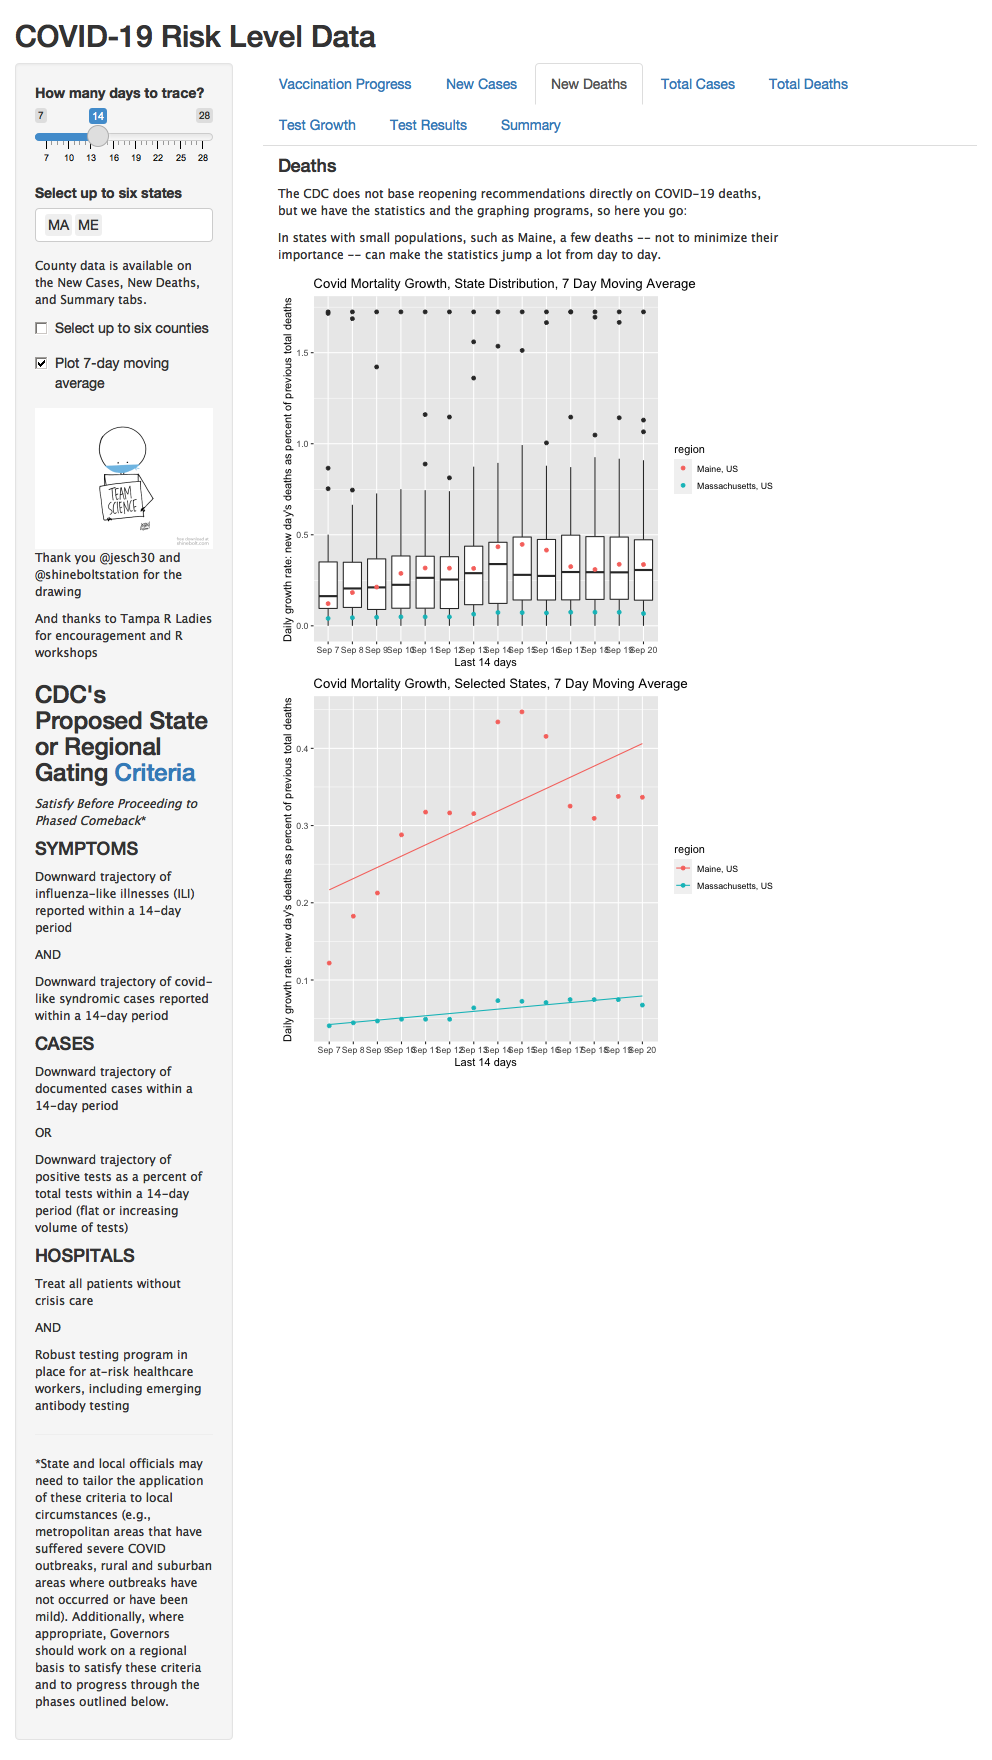 COVID-19 Risk Level Data
How many days to trace?
7 14 28
7 10 13 16 19 22 25 28
Select up to six states
MA ME
County data is available on
the New Cases, New Deaths,
and Summary tabs.
Select up to six counties
Plot 7-day moving
average
TEAM
SCIENCE
Thank you @jesch30 and
@shineboltstation for the
drawing
And thanks to Tampa R Ladies
for encouragement and R
workshops
CDC's
Proposed State
or Regional
Gating Criteria
Satisfy Before Proceeding to
Phased Comeback*
SYMPTOMS
Downward trajectory of
influenza-like illnesses (ILI)
reported within a 14-day
period
AND
Downward trajectory of covid-
like syndromic cases reported
within a 14-day period
CASES
Downward trajectory of
documented cases within a
14-day period
OR
Downward trajectory of
positive tests as a percent of
total tests within a 14-day
period (flat or increasing
volume of tests)
HOSPITALS
Treat all patients without
crisis care
AND
Robust testing program in
place for at-risk healthcare
workers, including emerging
antibody testing
*State and local officials may
need to tailor the application
of these criteria to local
circumstances (e.g.,
metropolitan areas that have
suffered severe COVID
outbreaks, rural and suburban
areas where outbreaks have
not occurred or have been
mild). Additionally, where
appropriate, Governors
should work on a regional
basis to satisfy these criteria
and to progress through the
phases outlined below.
Vaccination Progress New Cases New Deaths Total Cases Total Deaths
Test Growth Test Results Summary
Deaths
The CDC does not base reopening recommendations directly on COVID-19 deaths,
but we have the statistics and the graphing programs, so here you go:
In states with small populations, such as Maine, a few deaths -- not to minimize their
importance -- can make the statistics jump a lot from day to day.
Covid Mortality Growth, State Distribution, 7 Day Moving Average
Daily growth rate: new day's deaths as percent of previous total deaths
1.5
1.0
0.5
0.0
Sep 7 Sep 8 Sep 9 Sep 10 Sep 11 Sep 12 Sep 13 Sep 14 Sep 15 Sep 16 Sep 17 Sep 18 Sep 19 Sep 20
Last 14 days
region
Maine, US
Massachusetts, US
Covid Mortality Growth, Selected States, 7 Day Moving Average
Daily growth rate: new day's deaths as percent of previous total deaths
0.4
0.3
0.2
0.1
Sep 7 Sep 8 Sep 9 Sep 10 Sep 11 Sep 12 Sep 13 Sep 14 Sep 15 Sep 16 Sep 17 Sep 18 Sep 19 Sep 20
Last 14 days
region
Maine, US
Massachusetts, US